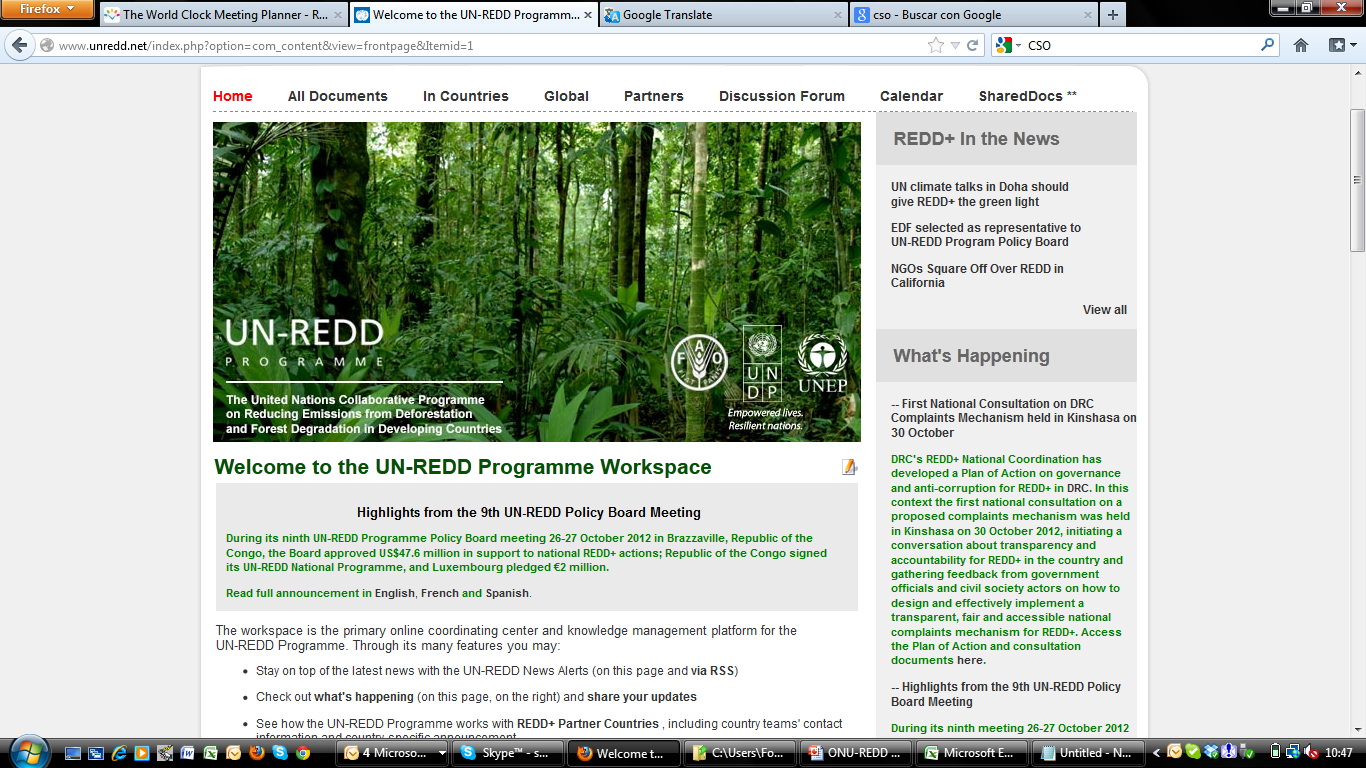 Firefox
The World Clock Meeting Planner - R...
Welcome to the UN-REDD Programme...
Google Translate
cso - Buscar con Google
www.unredd.net/index.php?option=com_content&view=frontpage&Itemid=1
CSO
Home
All Documents
In Countries
Global
Partners
Discussion Forum
Calendar
SharedDocs **
UN-REDD
PROGRAMME
The United Nations Collaborative Programme
on Reducing Emissions from Deforestation
and Forest Degradation in Developing Countries
FAO
FIAT PANIS
UN
DP
Empowered lives.
Resilient nations.
UNEP
Welcome to the UN-REDD Programme Workspace
Highlights from the 9th UN-REDD Policy Board Meeting
During its ninth UN-REDD Programme Policy Board meeting 26-27 October 2012 in Brazzaville, Republic of the
Congo, the Board approved US$47.6 million in support to national REDD+ actions; Republic of the Congo signed
its UN-REDD National Programme, and Luxembourg pledged €2 million.
Read full announcement in English, French and Spanish.
The workspace is the primary online coordinating center and knowledge management platform for the
UN-REDD Programme. Through its many features you may:
Stay on top of the latest news with the UN-REDD News Alerts (on this page and via RSS)
Check out what's happening (on this page, on the right) and share your updates
See how the UN-REDD Programme works with REDD+ Partner Countries , including country teams' contact
information and country-specific announcement
REDD+ In the News
UN climate talks in Doha should
give REDD+ the green light
EDF selected as representative to
UN-REDD Program Policy Board
NGOs Square Off Over REDD in
California
View all
What's Happening
-- First National Consultation on DRC
Complaints Mechanism held in Kinshasa on
30 October
DRC's REDD+ National Coordination has
developed a Plan of Action on governance
and anti-corruption for REDD+ in DRC. In this
context the first national consultation on a
proposed complaints mechanism was held
in Kinshasa on 30 October 2012, initiating a
conversation about transparency and
accountability for REDD+ in the country and
gathering feedback from government
officials and civil society actors on how to
design and effectively implement a
transparent, fair and accessible national
complaints mechanism for REDD+. Access
the Plan of Action and consultation
documents here.
-- Highlights from the 9th UN-REDD Policy
Board Meeting
During its ninth meeting 26-27 October 2012
4 Microso...
Skype™ - s...
Welcome t...
C:\Users\Fo...
ONU-REDD ...
Microsoft E...
Untitled - N...
10:47